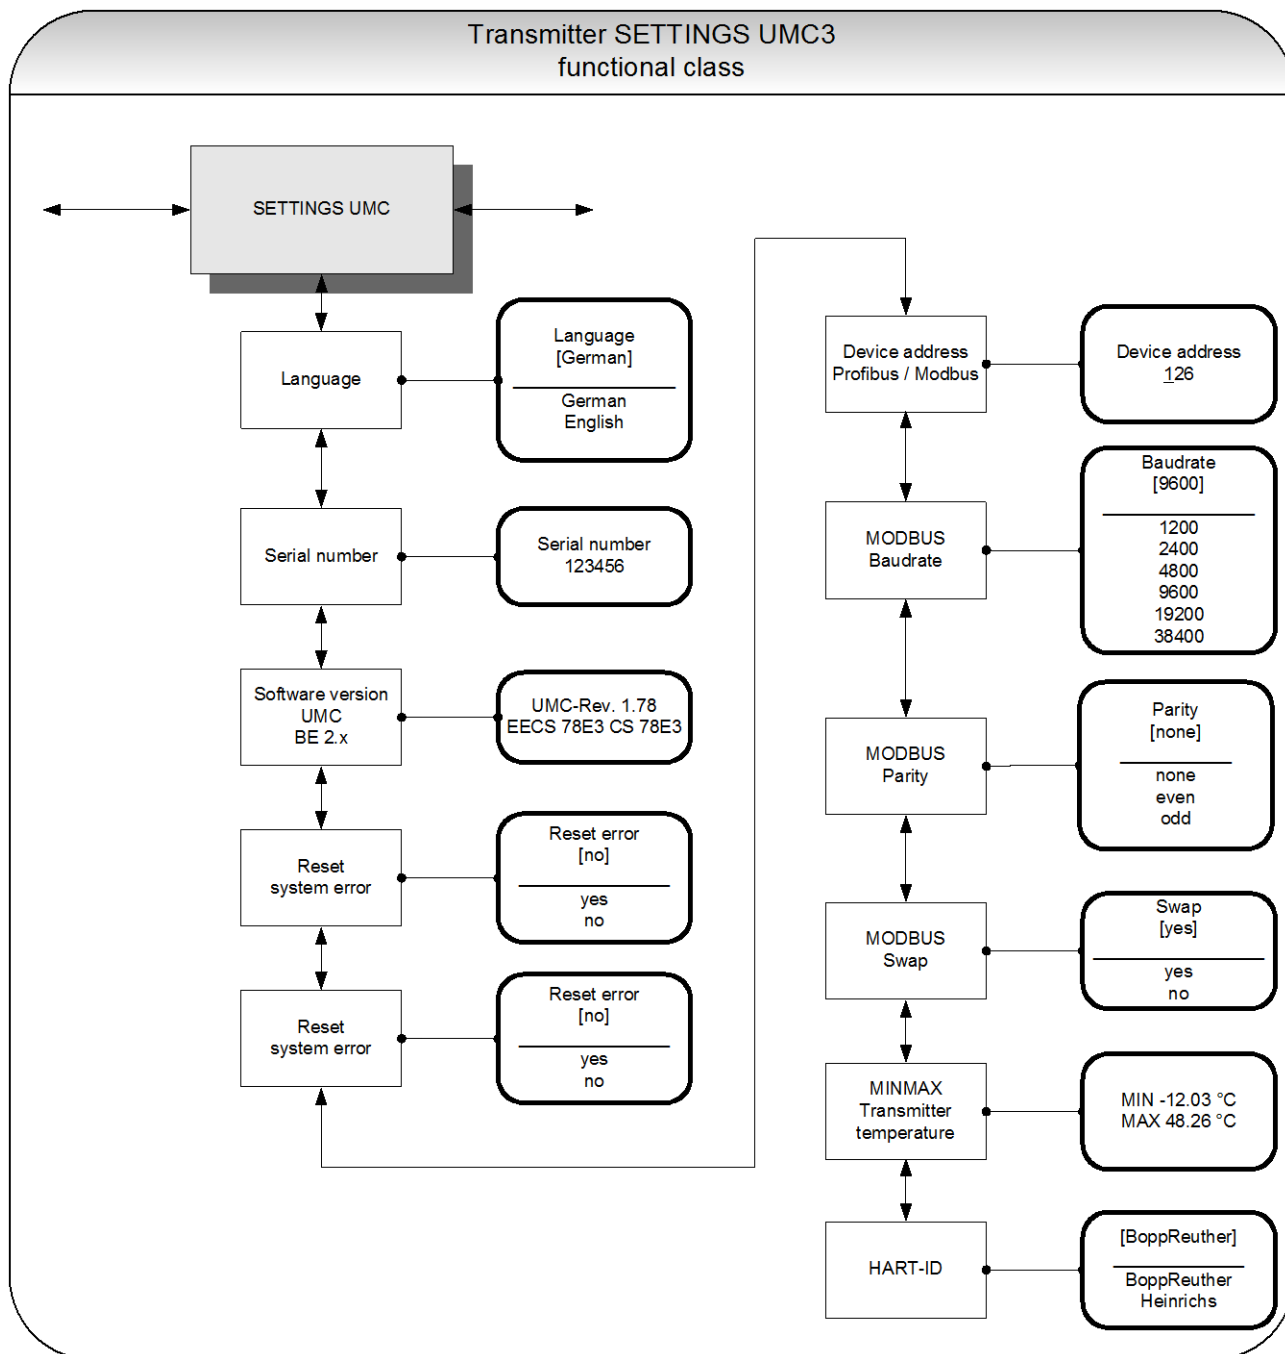 Transmitter SETTINGS UMC3
functional class
SETTINGS UMC
Language
Language
[German]
German
English
Serial number
Serial number
123456
Software version
UMC
BE 2.x
UMC-Rev. 1.78
EECS 78E3 CS 78E3
Reset
system error
Reset error
[no]
yes
no
Reset
system error
Reset error
[no]
yes
no
Device address
Profibus / Modbus
Device address
126
MODBUS
Baudrate
Baudrate
[9600]
1200
2400
4800
9600
19200
38400
MODBUS
Parity
Parity
[none]
none
even
odd
MODBUS
Swap
Swap
[yes]
yes
no
MINMAX
Transmitter
temperature
MIN -12.03 °C
MAX 48.26 °C
HART-ID
[BoppReuther]
BoppReuther
Heinrichs